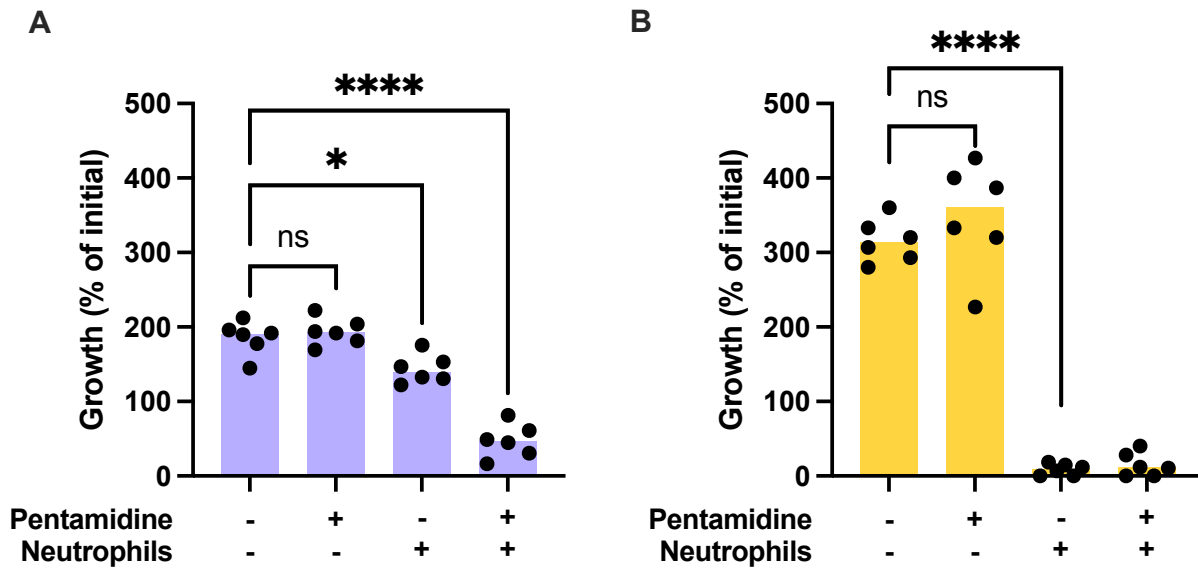 A
****
*
ns
Growth (% of initial)
500
400
300
200
100
0
Pentamidine - + - +
Neutrophils - - + +
B
****
ns
Growth (% of initial)
500
400
300
200
100
0
Pentamidine - + - +
Neutrophils - - + +